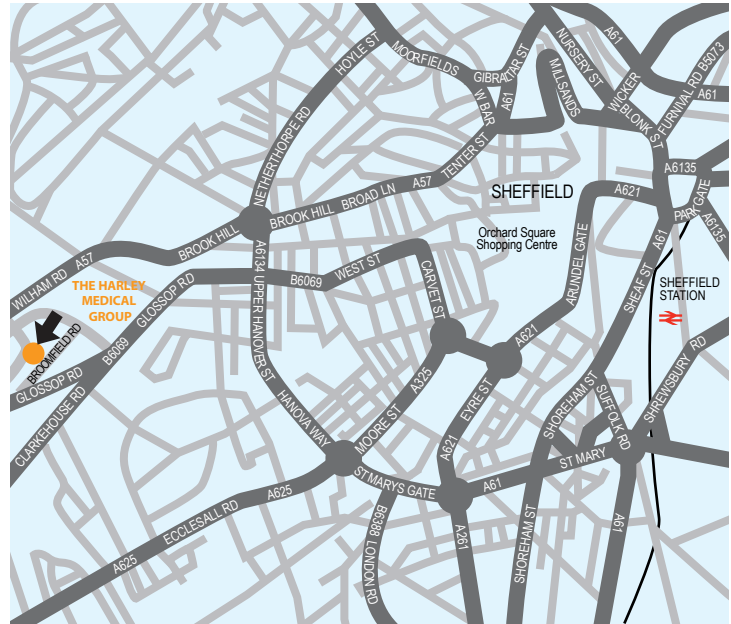 HOYLE ST
MOORFIELDS
GIBRALTAR ST
W BAR
A61
NURSERY ST
MILLSANDS
A61
WICKER
BLONK ST
FURNIVAL RD
B5073
A61
NETHERTHORPE RD
TENTER ST
A57
BROAD LN
BROOK HILL
BROOK HILL
SHEFFIELD
A621
A6135
PARK GATE
A6135
Orchard Square
Shopping Centre
ARUNDEL GATE
A61
SHEAF ST
SHEFFIELD
STATION
A57
WILHAM RD
A6134 UPPER HANOVER ST
B6069
WEST ST
CARVET ST
GLOSSOP RD
THE HARLEY
MEDICAL
GROUP
BROOMFIELD RD
B6069
GLOSSOP RD
CLARKEHOUSE RD
A621
EYRE ST
A621
A325
MOORE ST
HANOVA WAY
SHOREHAM ST
SUFFOLK RD
SHREWSBURY RD
ST MARY
A61
ST MARYS GATE
A625
ECCLESALL RD
A625
B6388 LONDON RD
A261
SHOREHAM ST
A61